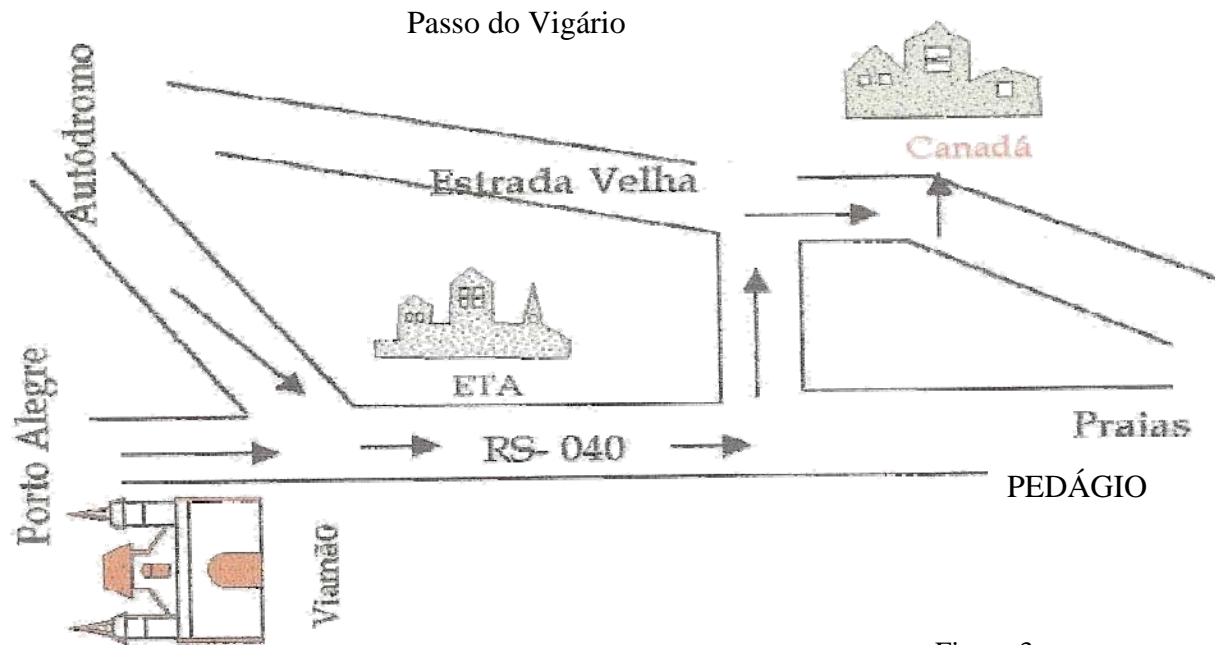 Passo do Vigário
Autódromo
Canadá
Estrada Velha
ETA
Porto Alegre
RS- 040
Praias
PEDÁGIO
Viamão